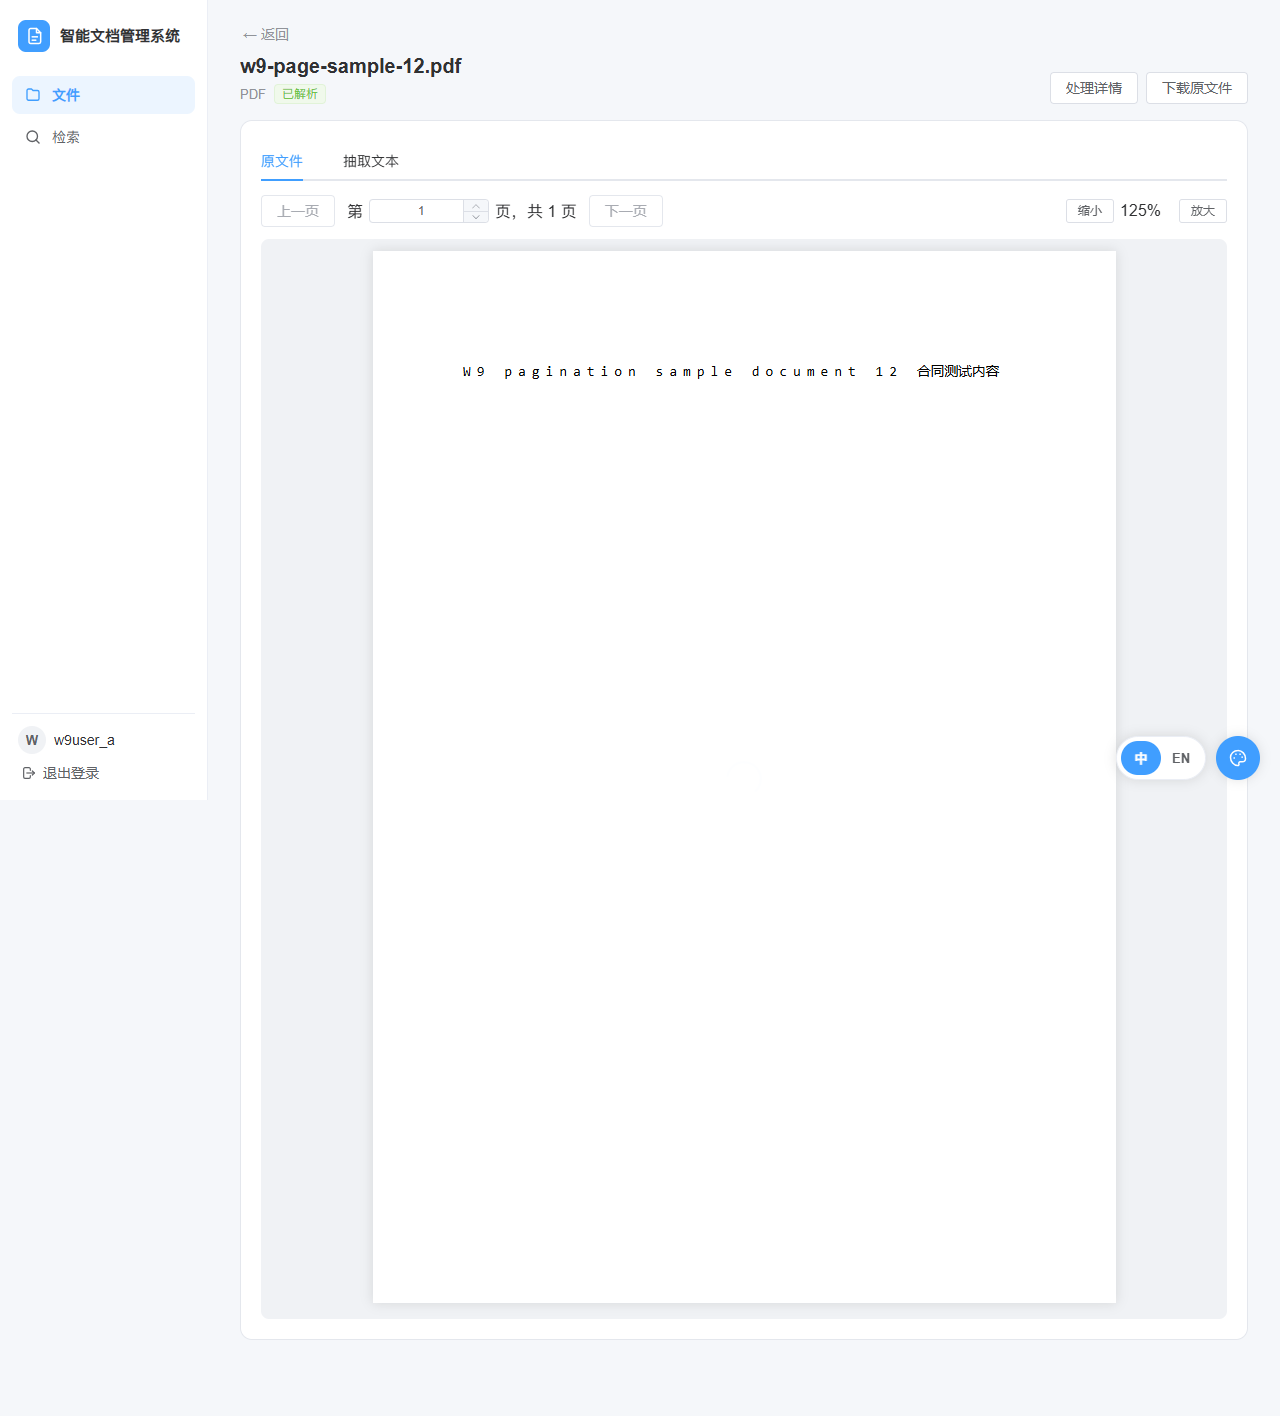 智能文档管理系统
文件
检索
← 返回
w9-page-sample-12.pdf
PDF 已解析
处理详情 下载原文件
原文件 抽取文本
上一页 第 1 页，共 1 页 下一页 缩小 125% 放大
W9 pagination sample document 12 合同测试内容
中 EN
W w9user_a
退出登录